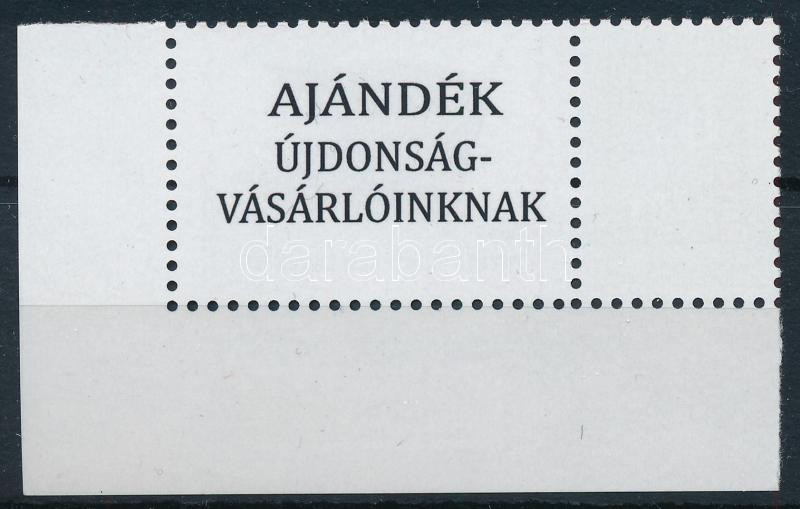 AJÁNDÉK
ÚJDONSÁG-
VÁSÁRLÓINKNAK
darabanth